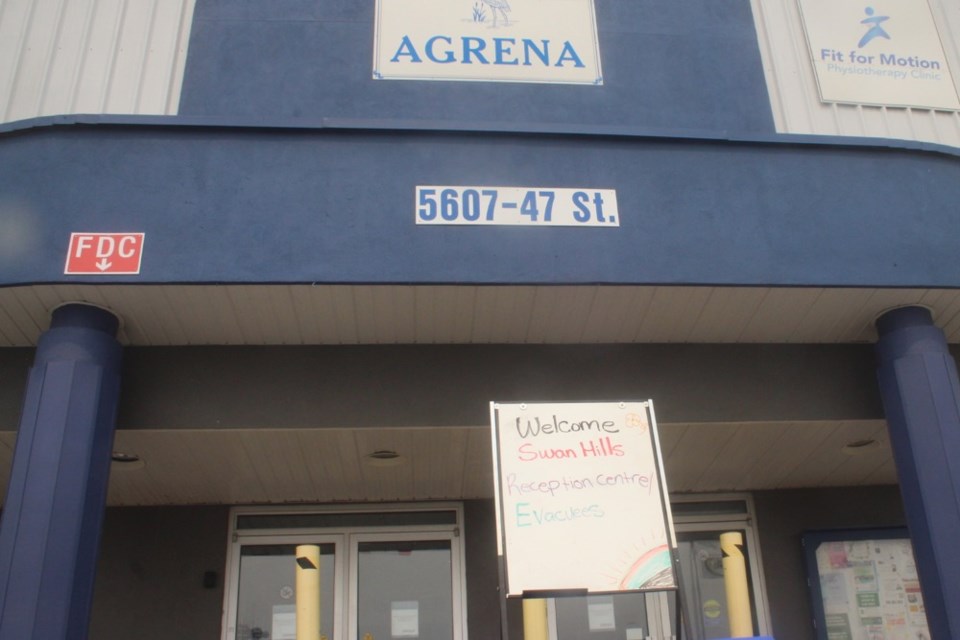 AGRENA
Fit for Motion
Physiotherapy Clinic
5607-47 St.
FDC
Welcome
Swan Hills
Reception Centre/
Evacuees